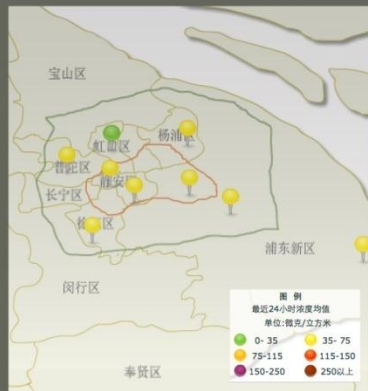 宝山区
虹口区
杨浦区
普陀区
静安区
长宁区
徐汇区
浦东新区
闵行区
奉贤区
图 例
最近24小时浓度均值
单位:微克/立方米
0- 35
35- 75
75-115
115-150
150-250
250以上